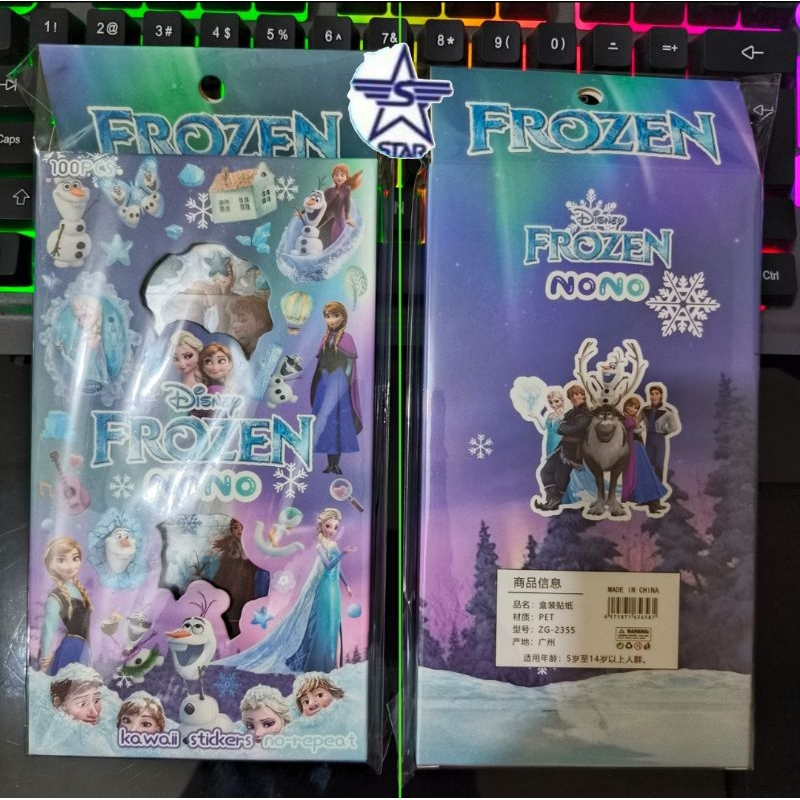 1!
2@
3#
4$
5%
6^
7&
8*
9(
0)
=+
Caps
Ctrl
N
S
STAR
FROZEN
100PCS
Disney
FROZEN
NONO
kawaii stickers no-repeat
FROZEN
Disney
FROZEN
NONO
商品信息
MADE IN CHINA
品名：盒装贴纸
材质：PET
型号：ZG-235S
产地：广州
WARNING
适用年龄：5岁至14岁以上人群。